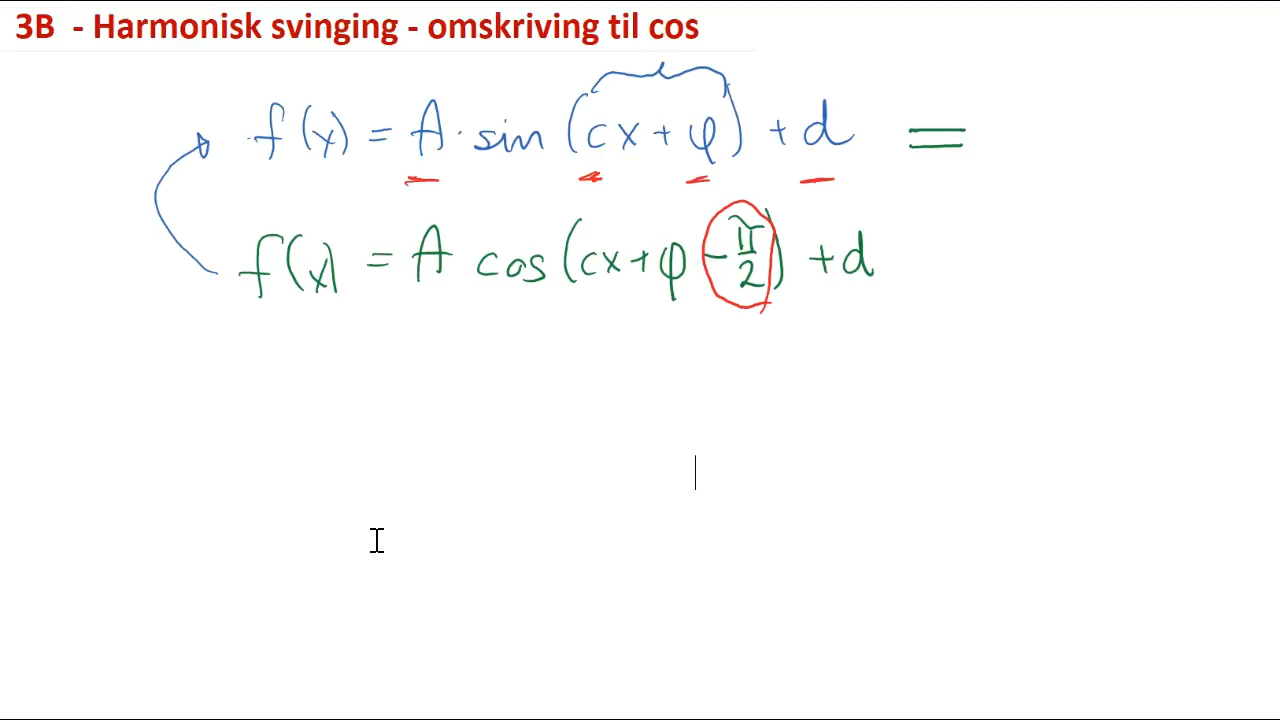 3B - Harmonisk svinging - omskriving til cos
f(x) = A · sin (cx + φ) + d =
f(x) = A cos (cx + φ - π/2) + d